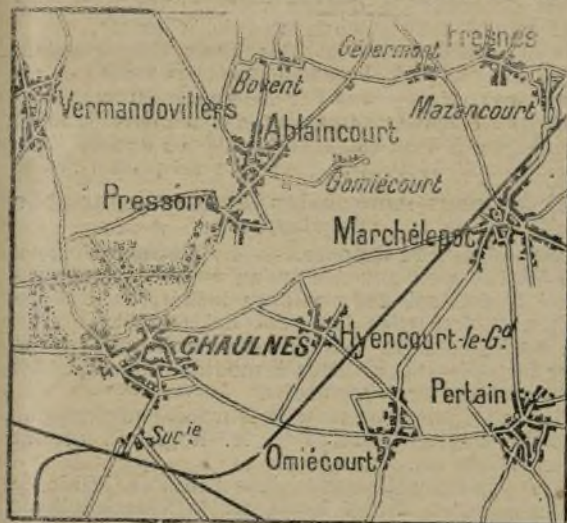 Fresnes
Génermont
Bovent
Vermandovillers
Mazancourt
Ablaincourt
Gomiécourt
Pressoire
Marchélepot
CHAULNES
Hyencourt-le-Gd
Pertain
Sucie
Omiécourt